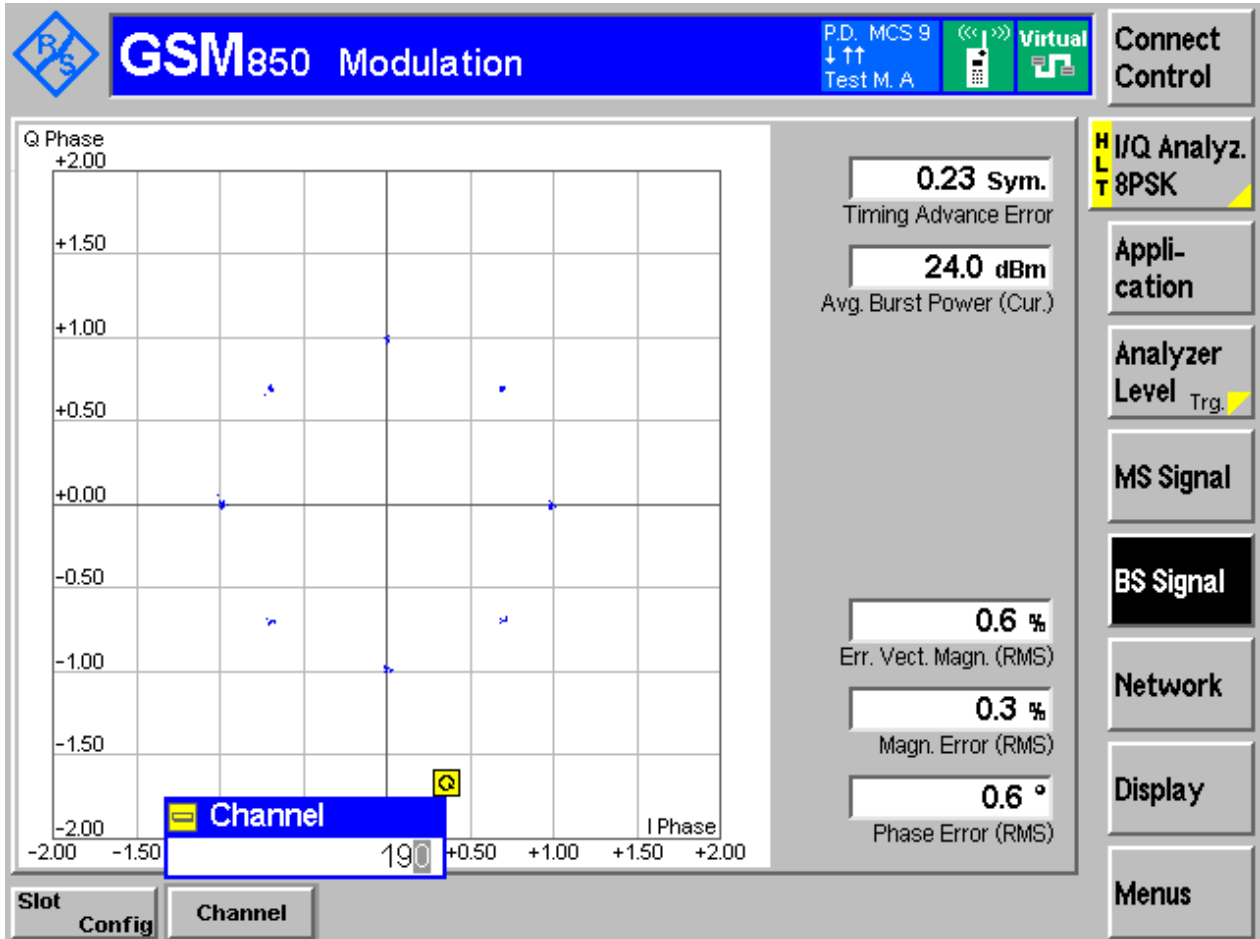 R/S
GSM850 Modulation
P.D. MCS 9
↓ ↑↑
Test M. A
Virtual
Connect
Control
Q Phase
+2.00
+1.50
+1.00
+0.50
+0.00
-0.50
-1.00
-1.50
-2.00
I Phase
-2.00 -1.50 +0.50 +1.00 +1.50 +2.00
Q
Channel
190
0.23 Sym.
Timing Advance Error
24.0 dBm
Avg. Burst Power (Cur.)
0.6 %
Err. Vect. Magn. (RMS)
0.3 %
Magn. Error (RMS)
0.6 °
Phase Error (RMS)
HLT
I/Q Analyz.
8PSK
Appli-
cation
Analyzer
Level Trg.
MS Signal
BS Signal
Network
Display
Menus
Slot
Config
Channel